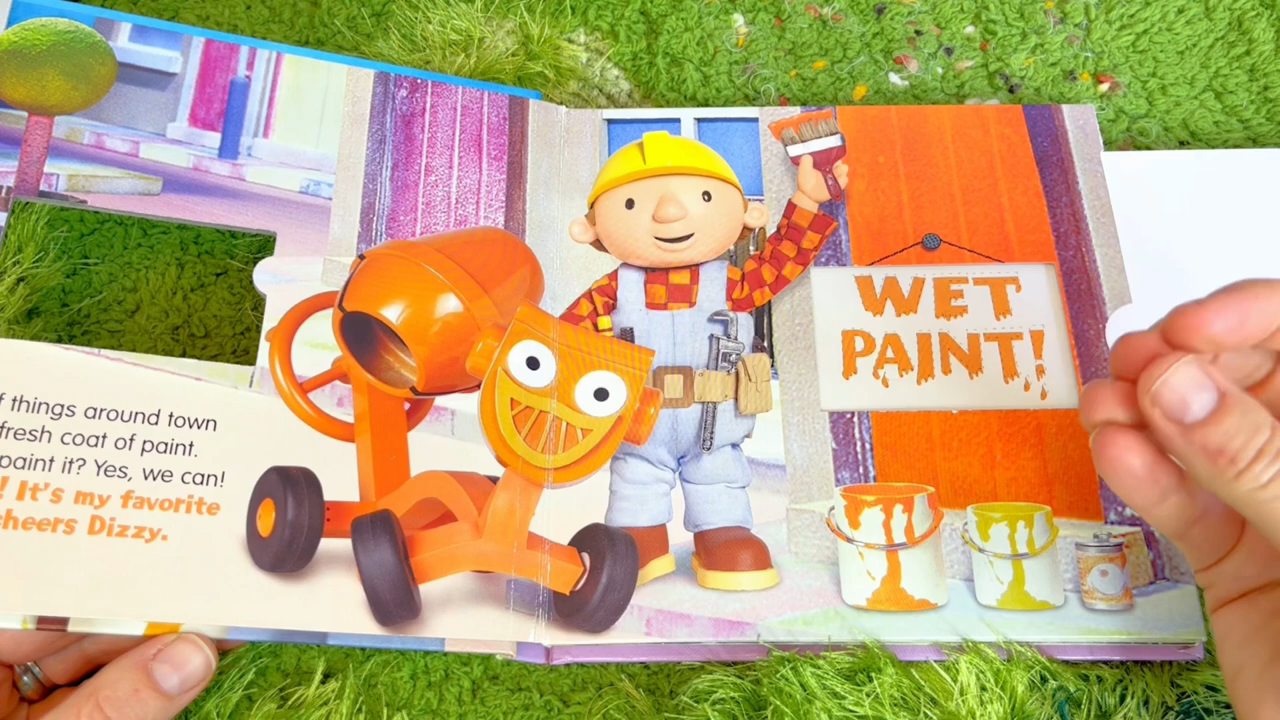 f things around town
fresh coat of paint.
paint it? Yes, we can!
! It's my favorite
cheers Dizzy.
WET
PAINT!